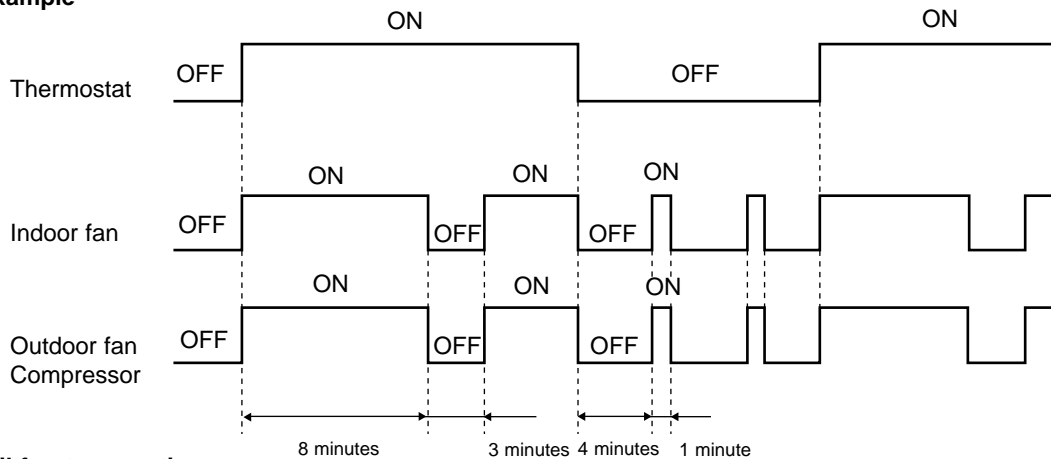 ON
ON
OFF
OFF
Thermostat
ON
ON
ON
Indoor fan
OFF
OFF
OFF
ON
ON
ON
Outdoor fan
OFF
OFF
OFF
Compressor
8 minutes
3 minutes
4 minutes
1 minute